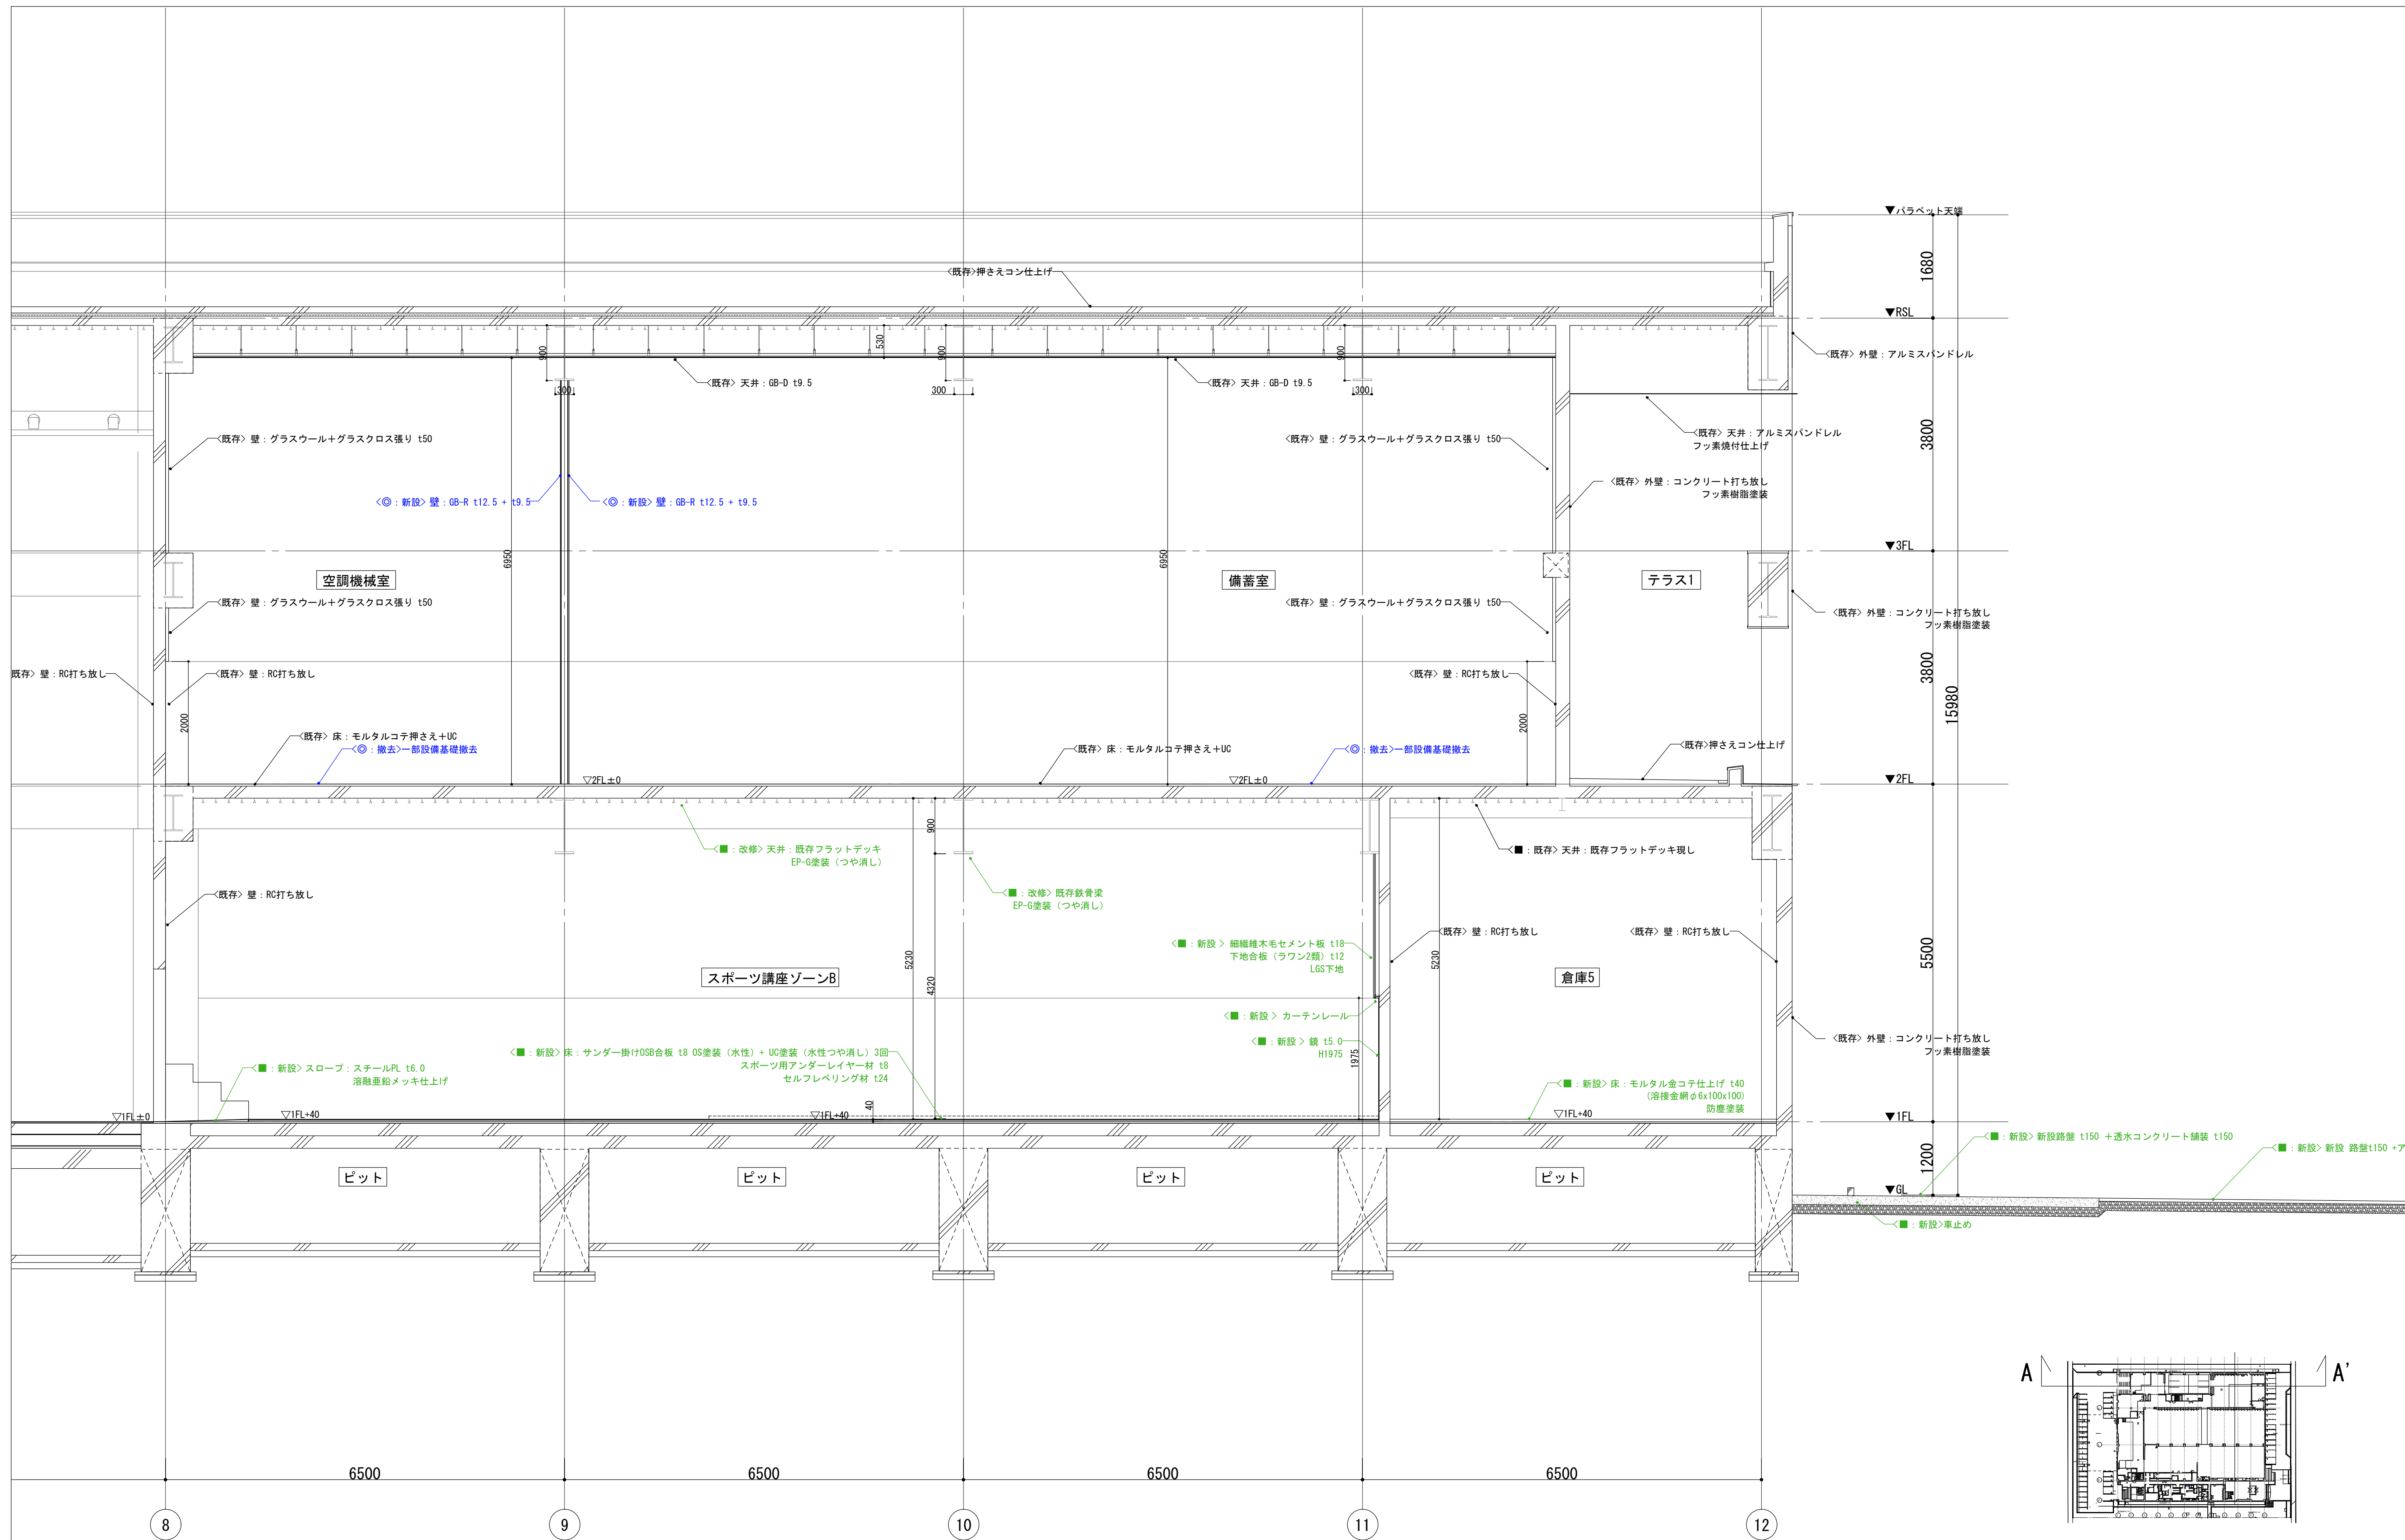 ▼パラペット天端
1680
<既存>押さえコン仕上げ
▼RSL
<既存> 外壁：アルミスパンドレル
900
530
900
900
<既存> 天井：GB-D t9.5
<既存> 天井：GB-D t9.5
300
300
300
<既存> 壁：グラスウール＋グラスクロス張り t50
<既存> 壁：グラスウール＋グラスクロス張り t50
<既存> 天井：アルミスパンドレル
フッ素焼付仕上げ
3800
<◎：新設> 壁：GB-R t12.5 + t9.5
<◎：新設> 壁：GB-R t12.5 + t9.5
<既存> 外壁：コンクリート打ち放し
フッ素樹脂塗装
▼3FL
6950
6950
空調機械室
備蓄室
テラス1
<既存> 壁：グラスウール＋グラスクロス張り t50
<既存> 壁：グラスウール＋グラスクロス張り t50
<既存> 外壁：コンクリート打ち放し
フッ素樹脂塗装
既存> 壁：RC打ち放し
<既存> 壁：RC打ち放し
<既存> 壁：RC打ち放し
3800
15980
2000
2000
<既存> 床：モルタルコテ押さえ＋UC
<◎：撤去>一部設備基礎撤去
<既存> 床：モルタルコテ押さえ＋UC
<◎：撤去>一部設備基礎撤去
<既存>押さえコン仕上げ
▽2FL±0
▽2FL±0
▼2FL
900
<■：改修> 天井：既存フラットデッキ
EP-G塗装（つや消し）
<■：既存> 天井：既存フラットデッキ現し
<既存> 壁：RC打ち放し
<■：改修> 既存鉄骨梁
EP-G塗装（つや消し）
<■：新設 > 細繊維木毛セメント板 t18
下地合板（ラワン2類）t12
LGS下地
<既存> 壁：RC打ち放し
<既存> 壁：RC打ち放し
5230
4320
5230
5500
スポーツ講座ゾーンB
倉庫5
<■：新設 > カーテンレール
<■：新設 > 鏡 t5.0
H1975
1975
<既存> 外壁：コンクリート打ち放し
フッ素樹脂塗装
<■：新設> 床：サンダー掛けOSB合板 t8 OS塗装（水性）+ UC塗装（水性つや消し）3回
スポーツ用アンダーレイヤー材 t8
セルフレベリング材 t24
<■：新設> スロープ：スチールPL t6.0
溶融亜鉛メッキ仕上げ
<■：新設> 床：モルタル金コテ仕上げ t40
(溶接金網φ6x100x100)
防塵塗装
▽1FL±0
▽1FL+40
▽1FL+40
40
▽1FL+40
▼1FL
<■：新設> 新設路盤 t150 ＋透水コンクリート舗装 t150
<■：新設> 新設 路盤t150 +ア
1200
ピット
ピット
ピット
ピット
▼GL
<■：新設>車止め
A
A'
6500
6500
6500
6500
8
9
10
11
12